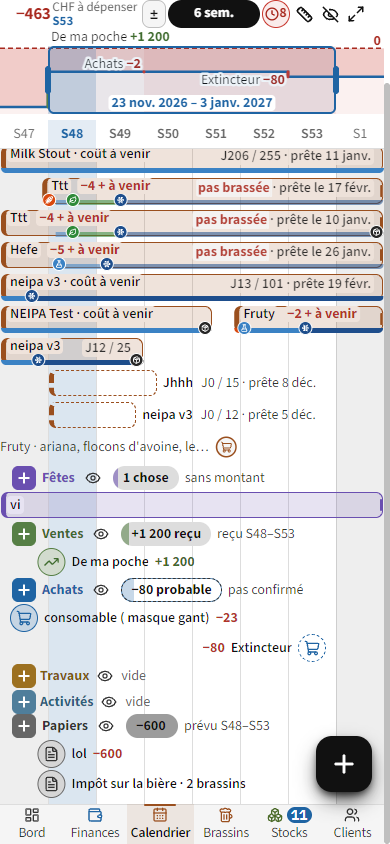 −463 CHF à dépenser S53 ± 6 sem. 8
De ma poche +1 200
0
Achats −2
Extincteur −80
23 nov. 2026 – 3 janv. 2027
S47 S48 S49 S50 S51 S52 S53 S1
Milk Stout · coût à venir J206 / 255 · prête 11 janv.
Ttt −4 + à venir pas brassée · prête le 17 févr.
Ttt −4 + à venir pas brassée · prête le 10 janv.
Hefe −5 + à venir pas brassée · prête le 26 janv.
neipa v3 · coût à venir J13 / 101 · prête 19 févr.
NEIPA Test · coût à venir Fruty −2 + à venir
neipa v3 J12 / 25
Jhhh J0 / 15 · prête 8 déc.
neipa v3 J0 / 12 · prête 5 déc.
Fruty · ariana, flocons d'avoine, le…
Fêtes 1 chose sans montant
vi
Ventes +1 200 reçu reçu S48–S53
De ma poche +1 200
Achats −80 probable pas confirmé
consomable ( masque gant) −23
−80 Extincteur
Travaux vide
Activités vide
Papiers −600 prévu S48–S53
lol −600
Impôt sur la bière · 2 brassins
+
Bord Finances Calendrier Brassins Stocks 11 Clients